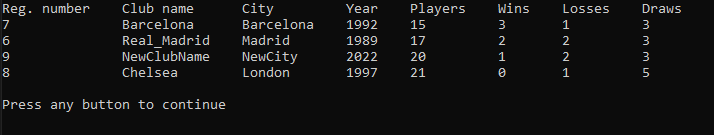 Reg. number Club name City Year Players Wins Losses Draws
7 Barcelona Barcelona 1992 15 3 1 3
6 Real_Madrid Madrid 1989 17 2 2 3
9 NewClubName NewCity 2022 20 1 2 3
8 Chelsea London 1997 21 0 1 5
Press any button to continue